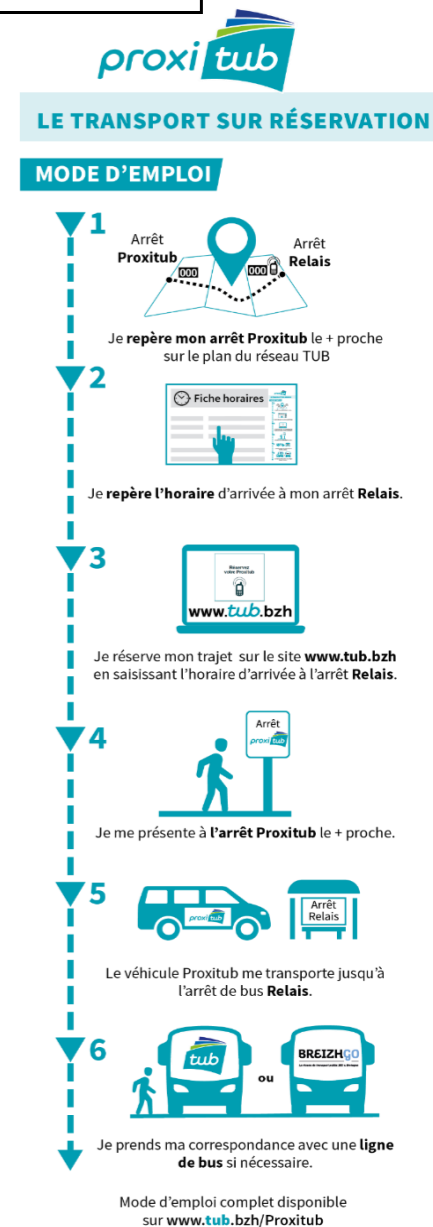 proxi tub
LE TRANSPORT SUR RÉSERVATION
MODE D'EMPLOI
1
Arrêt
Proxitub
Arrêt
Relais
000
000
Je repère mon arrêt Proxitub le + proche
sur le plan du réseau TUB
2
Fiche horaires
Je repère l'horaire d'arrivée à mon arrêt Relais.
3
Réservez
votre Proxitub
www.tub.bzh
Je réserve mon trajet sur le site www.tub.bzh
en saisissant l'horaire d'arrivée à l'arrêt Relais.
4
Arrêt
proxi tub
Je me présente à l'arrêt Proxitub le + proche.
5
proxi tub
Arrêt
Relais
Le véhicule Proxitub me transporte jusqu'à
l'arrêt de bus Relais.
6
tub
ou
BREIZHGO
Je prends ma correspondance avec une ligne
de bus si nécessaire.
Mode d'emploi complet disponible
sur www.tub.bzh/Proxitub